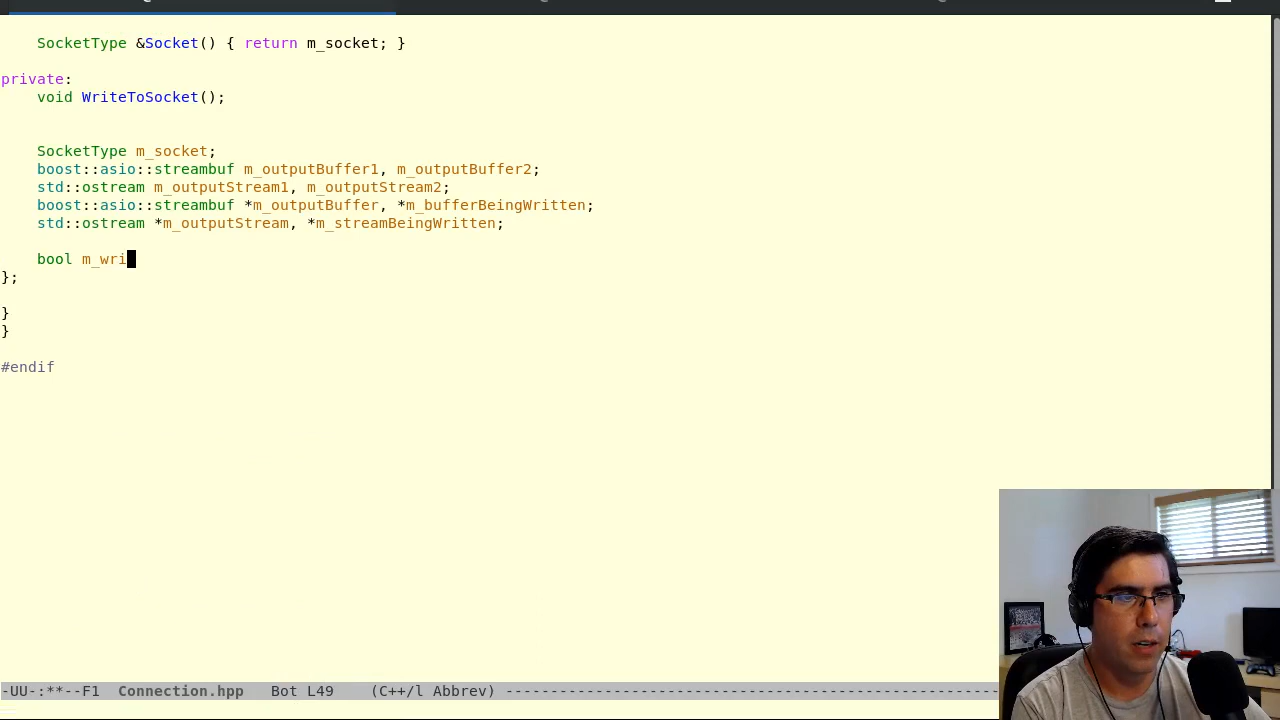 SocketType &Socket() { return m_socket; }
private:
void WriteToSocket();
SocketType m_socket;
boost::asio::streambuf m_outputBuffer1, m_outputBuffer2;
std::ostream m_outputStream1, m_outputStream2;
boost::asio::streambuf *m_outputBuffer, *m_bufferBeingWritten;
std::ostream *m_outputStream, *m_streamBeingWritten;
bool m_wri
};
}
}
#endif
-UU-:**--F1  Connection.hpp   Bot L49    (C++/l Abbrev) -------------------------------------------------------